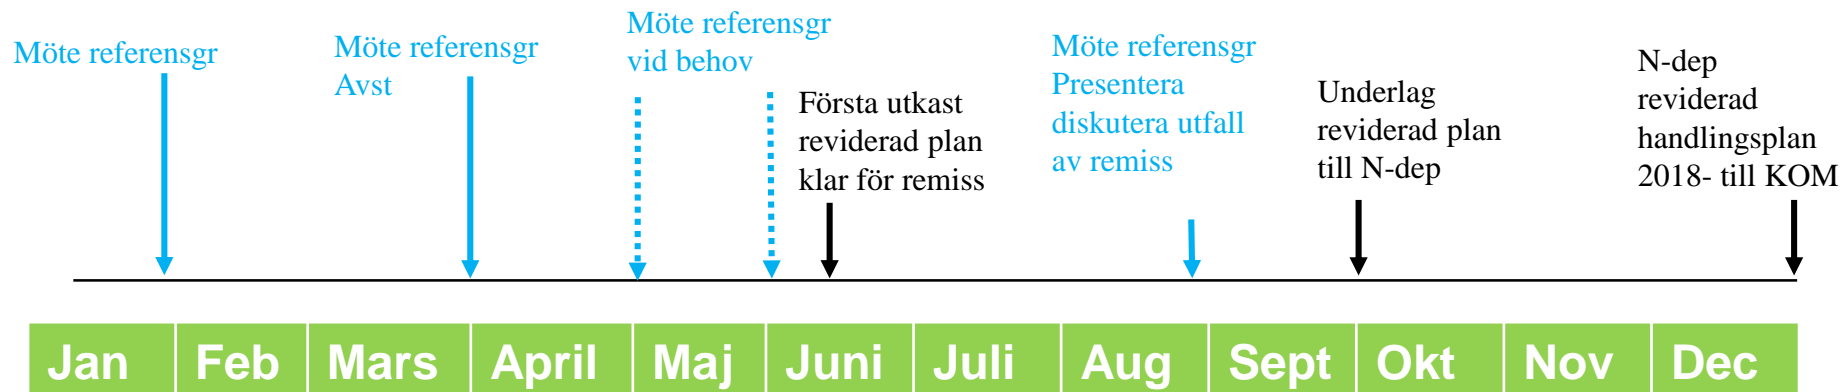 Möte referensgr
Möte referensgr
Avst
Möte referensgr
vid behov
Första utkast
reviderad plan
klar för remiss
Möte referensgr
Presentera
diskutera utfall
av remiss
Underlag
reviderad plan
till N-dep
N-dep
reviderad
handlingsplan
2018- till KOM
Jan Feb Mars April Maj Juni Juli Aug Sept Okt Nov Dec